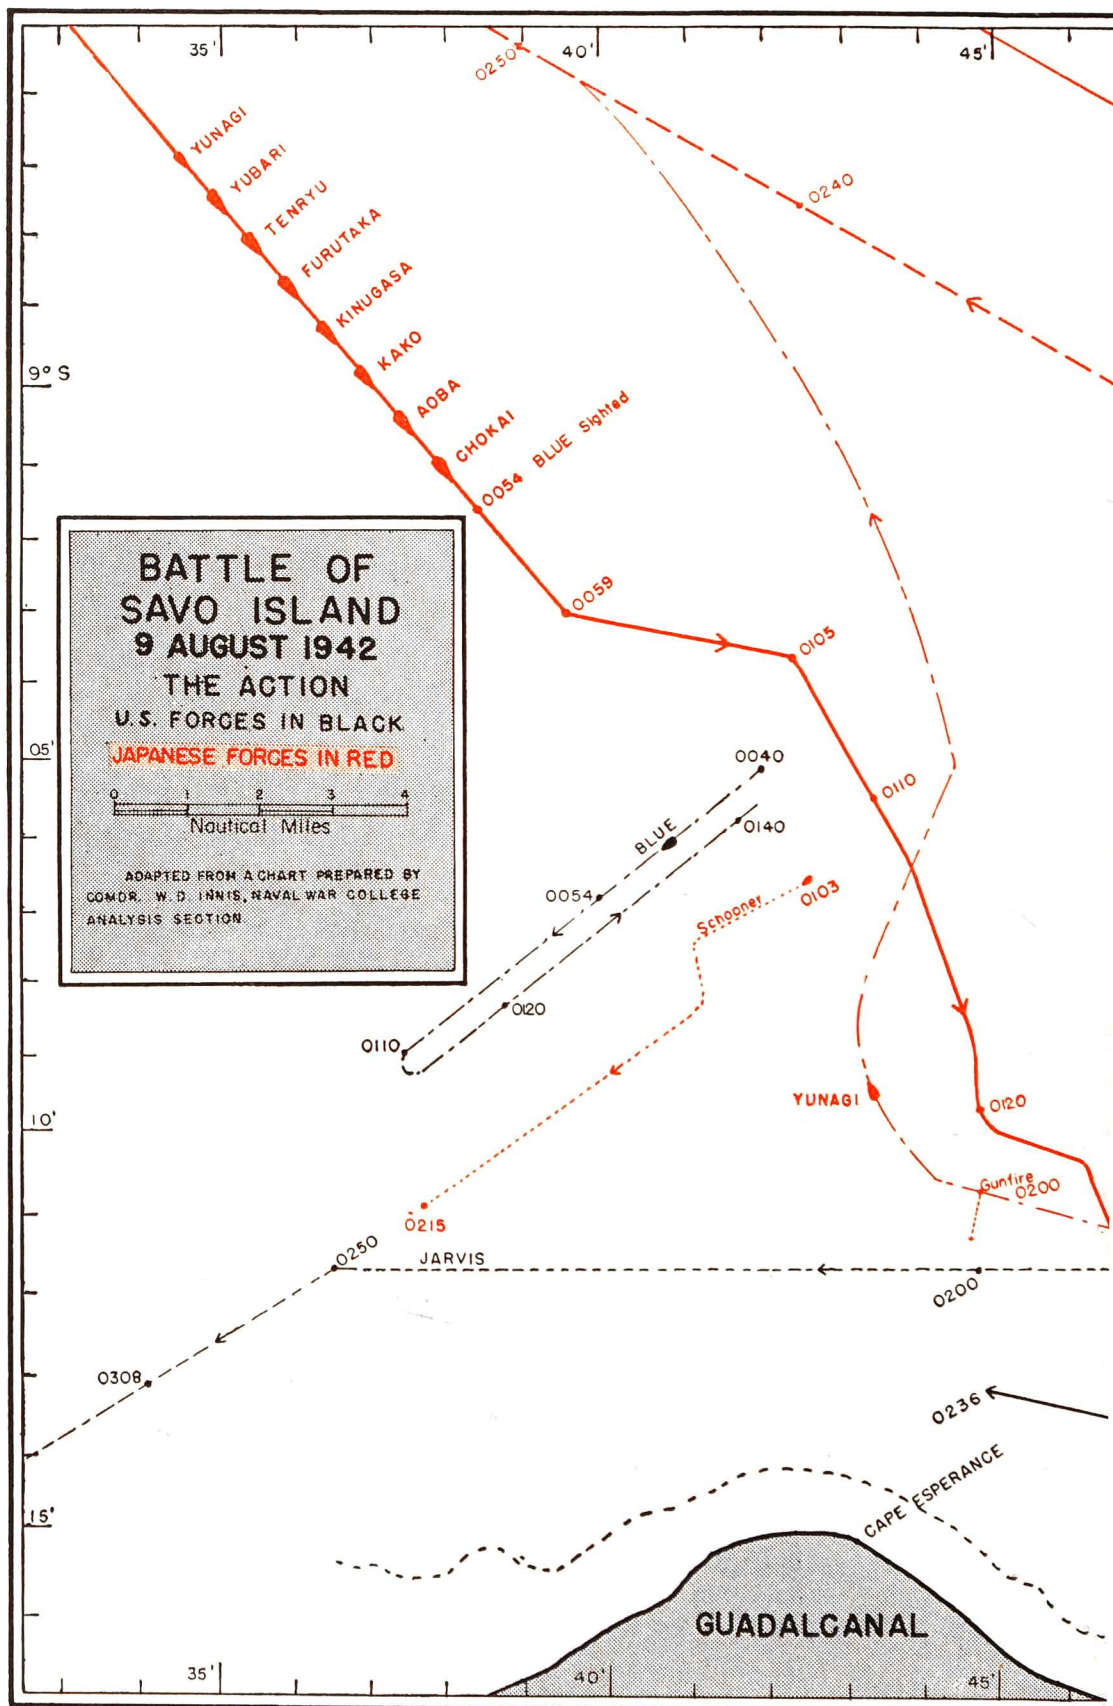 35'
40'
45'
0250
0240
YUNAGI
YUBARI
TENRYU
FURUTAKA
KINUGASA
KAKO
AOBA
CHOKAI
9° S
0054 BLUE Sighted
0059
0105
BATTLE OF
SAVO ISLAND
9 AUGUST 1942
THE ACTION
U.S. FORCES IN BLACK
JAPANESE FORCES IN RED
0 1 2 3 4
Nautical Miles
ADAPTED FROM A CHART PREPARED BY
COMDR. W. D. INNIS, NAVAL WAR COLLEGE
ANALYSIS SECTION.
05'
0040
0110
BLUE
0140
0054
Schooner
0103
0120
0110
YUNAGI
0120
10'
Gunfire
0200
0215
0250
JARVIS
0200
0308
0236
CAPE ESPERANCE
15'
GUADALCANAL
35'
40'
45'